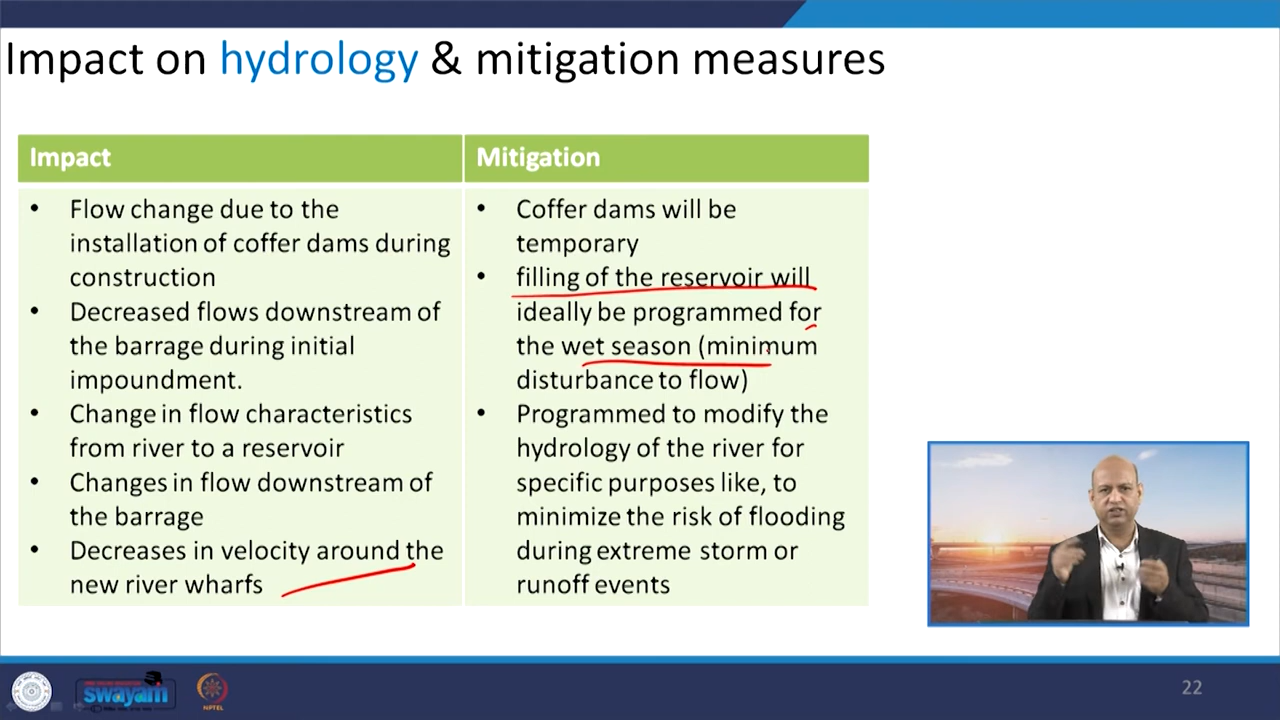 Impact on hydrology & mitigation measures
Impact
• Flow change due to the
installation of coffer dams during
construction
• Decreased flows downstream of
the barrage during initial
impoundment.
• Change in flow characteristics
from river to a reservoir
• Changes in flow downstream of
the barrage
• Decreases in velocity around the
new river wharfs
Mitigation
• Coffer dams will be
temporary
• filling of the reservoir will
ideally be programmed for
the wet season (minimum
disturbance to flow)
• Programmed to modify the
hydrology of the river for
specific purposes like, to
minimize the risk of flooding
during extreme storm or
runoff events
swayam
NPTEL
22